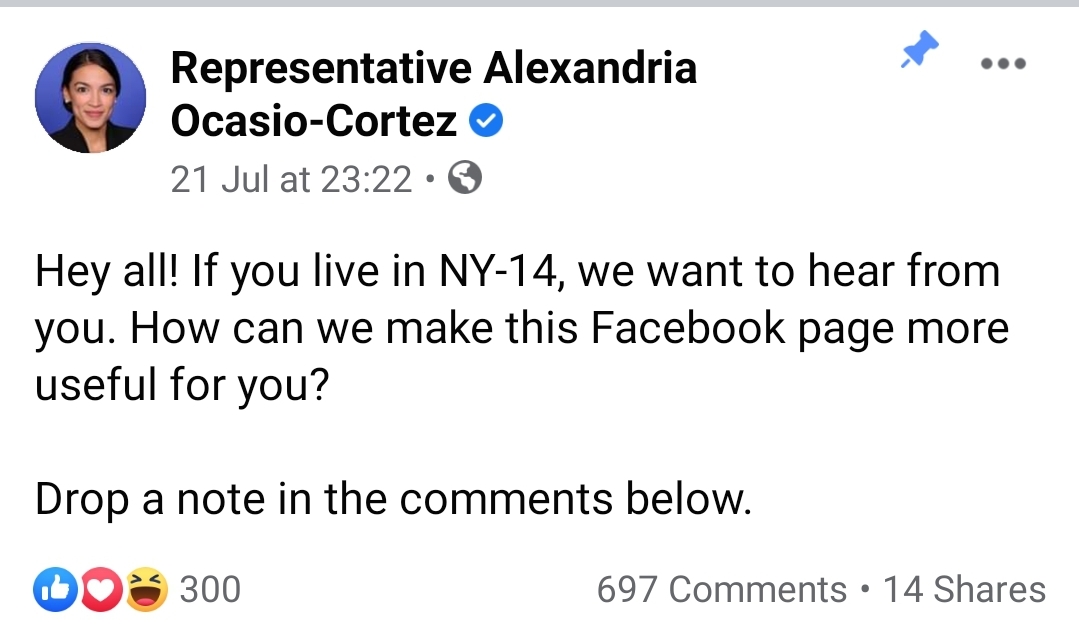 Representative Alexandria
Ocasio-Cortez
21 Jul at 23:22 •
Hey all! If you live in NY-14, we want to hear from
you. How can we make this Facebook page more
useful for you?
Drop a note in the comments below.
300
697 Comments • 14 Shares